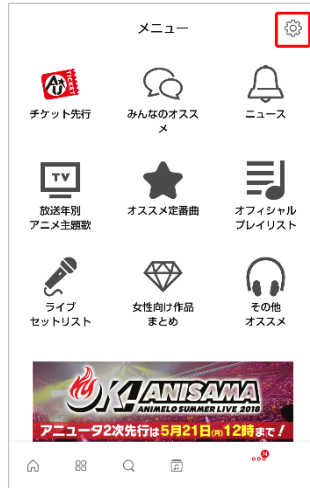 メニュー
AU TICKET
チケット先行
みんなのオスス
メ
ニュース
TV
放送年別
アニメ主題歌
オススメ定番曲
オフィシャル
プレイリスト
ライブ
セットリスト
女性向け作品
まとめ
その他
オススメ
OK! ANISAMA
ANIMELO SUMMER LIVE 2018
アニュータ2次先行は5月21日(月)12時まで!
N